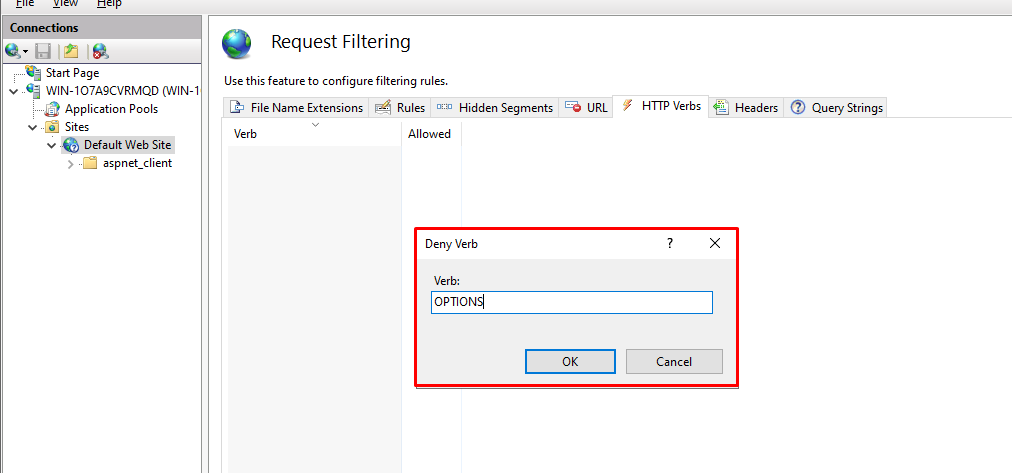 File View Help
Connections
Start Page
WIN-1O7A9CVRMQD (WIN-1
Application Pools
Sites
Default Web Site
aspnet_client
Request Filtering
Use this feature to configure filtering rules.
File Name Extensions Rules Hidden Segments URL HTTP Verbs Headers Query Strings
Verb Allowed
Deny Verb ?
Verb:
OPTIONS
OK Cancel